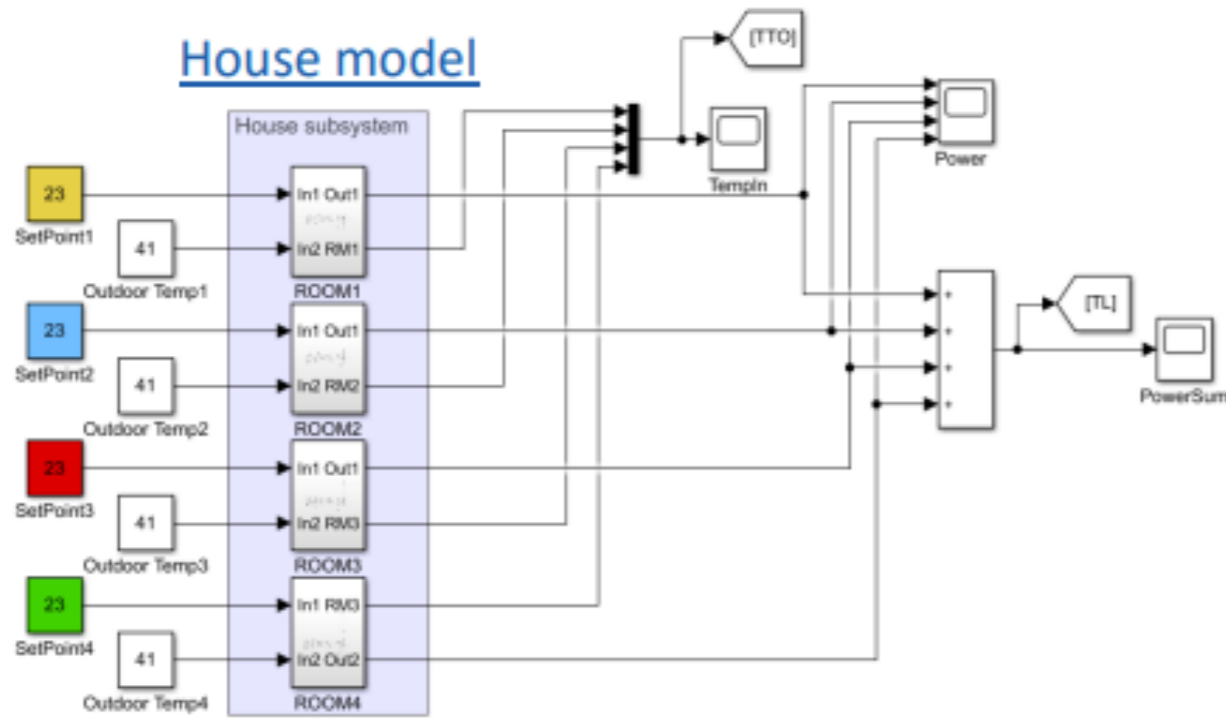 House model
[TTO]
House subsystem
TempIn
Power
23
SetPoint1
41
Outdoor Temp1
In1 Out1
In2 RM1
ROOM1
23
SetPoint2
41
Outdoor Temp2
In1 Out1
In2 RM2
ROOM2
23
SetPoint3
41
Outdoor Temp3
In1 Out1
In2 RM3
ROOM3
23
SetPoint4
41
Outdoor Temp4
In1 RM3
In2 Out2
ROOM4
+
+
+
+
[TL]
PowerSum